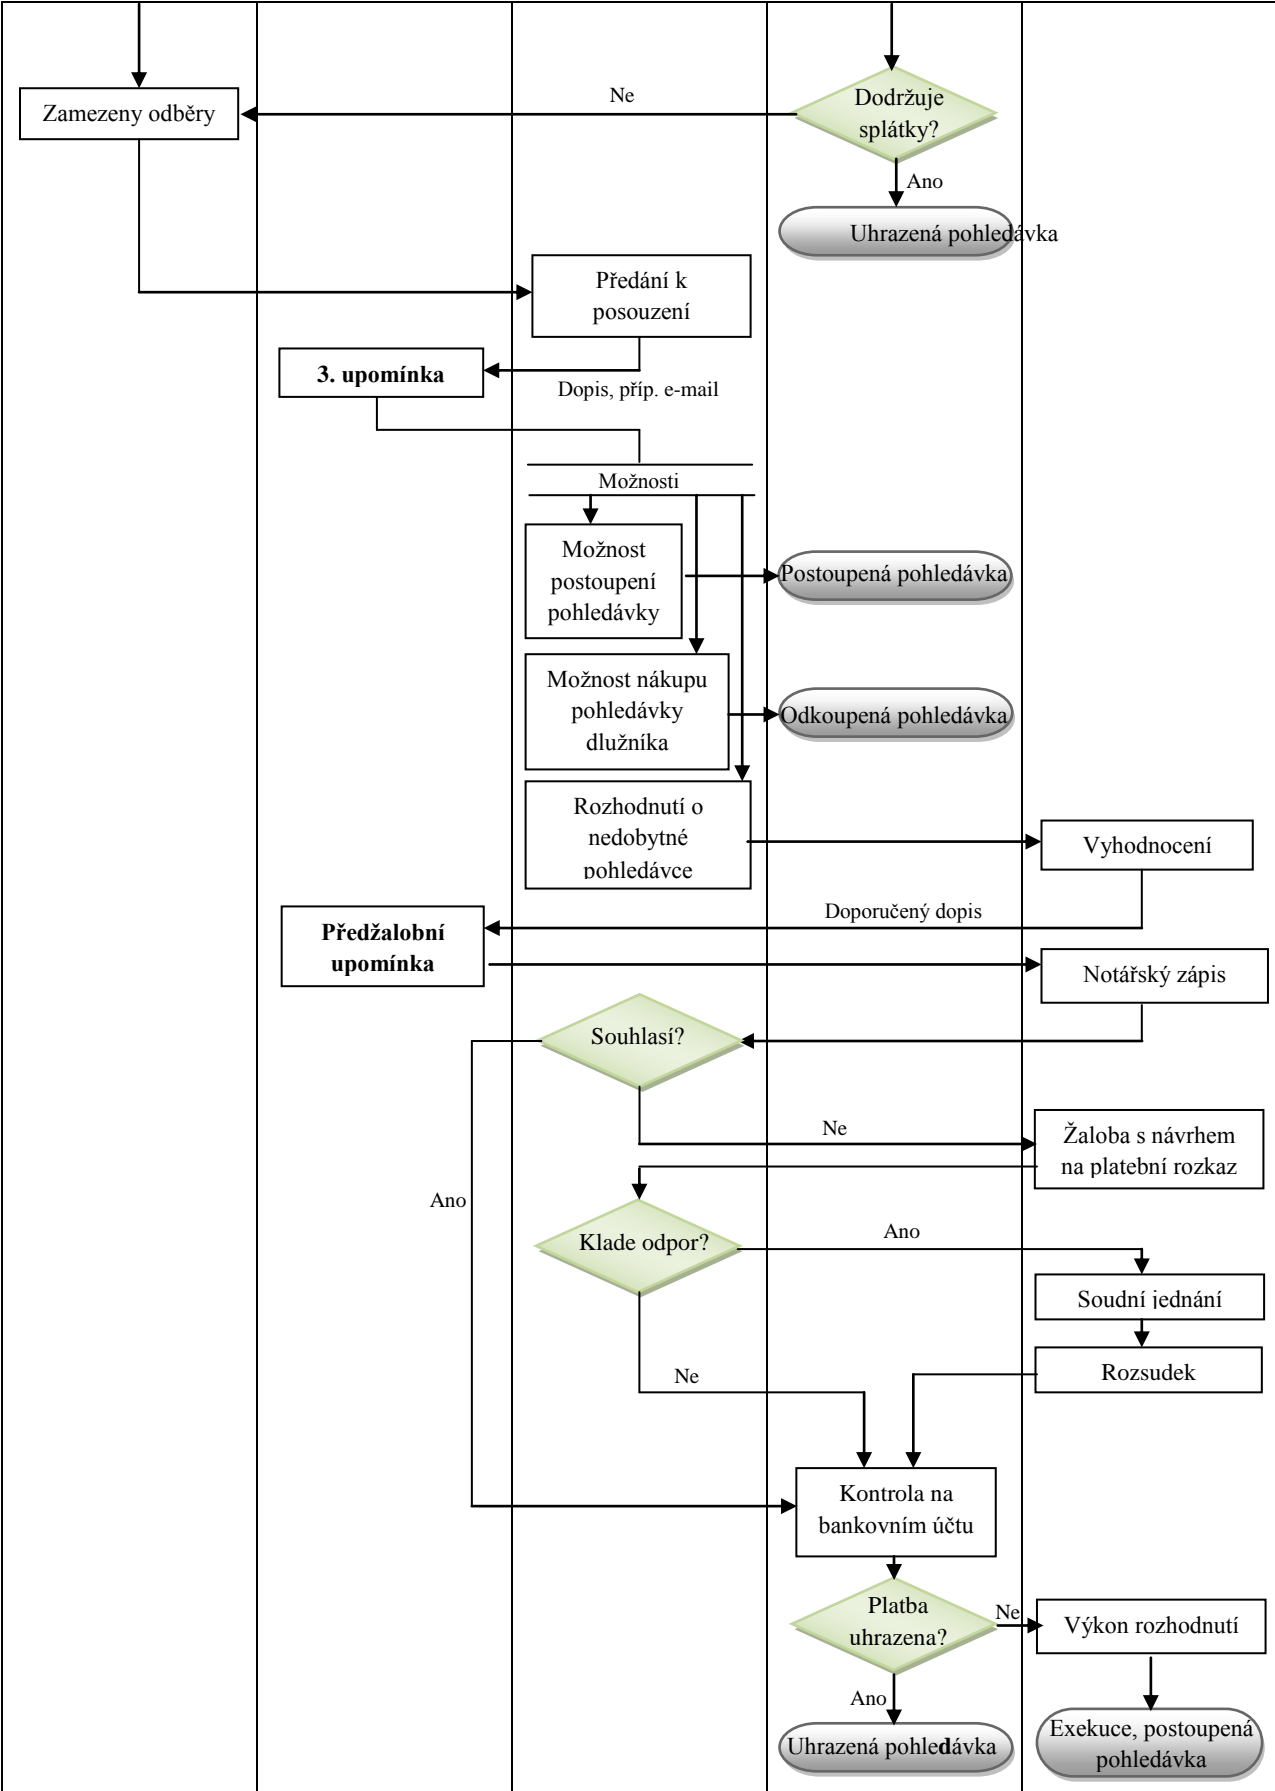 Ne
Dodržuje
splátky?
Zamezeny odběry
Ano
Uhrazená pohledávka
Předání k
posouzení
3. upomínka
Dopis, příp. e-mail
Možnosti
Možnost
postoupení
pohledávky
Postoupená pohledávka
Možnost nákupu
pohledávky
dlužníka
Odkoupená pohledávka
Rozhodnutí o
nedobytné
pohledávce
Vyhodnocení
Doporučený dopis
Předžalobní
upomínka
Notářský zápis
Souhlasí?
Ne
Žaloba s návrhem
na platební rozkaz
Ano
Klade odpor?
Ano
Soudní jednání
Ne
Rozsudek
Kontrola na
bankovním účtu
Platba
uhrazena?
Ne
Výkon rozhodnutí
Ano
Uhrazená pohledávka
Exekuce, postoupená
pohledávka